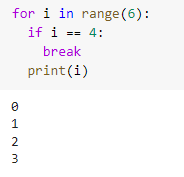 for i in range(6):
  if i == 4:
    break
  print(i)
0
1
2
3